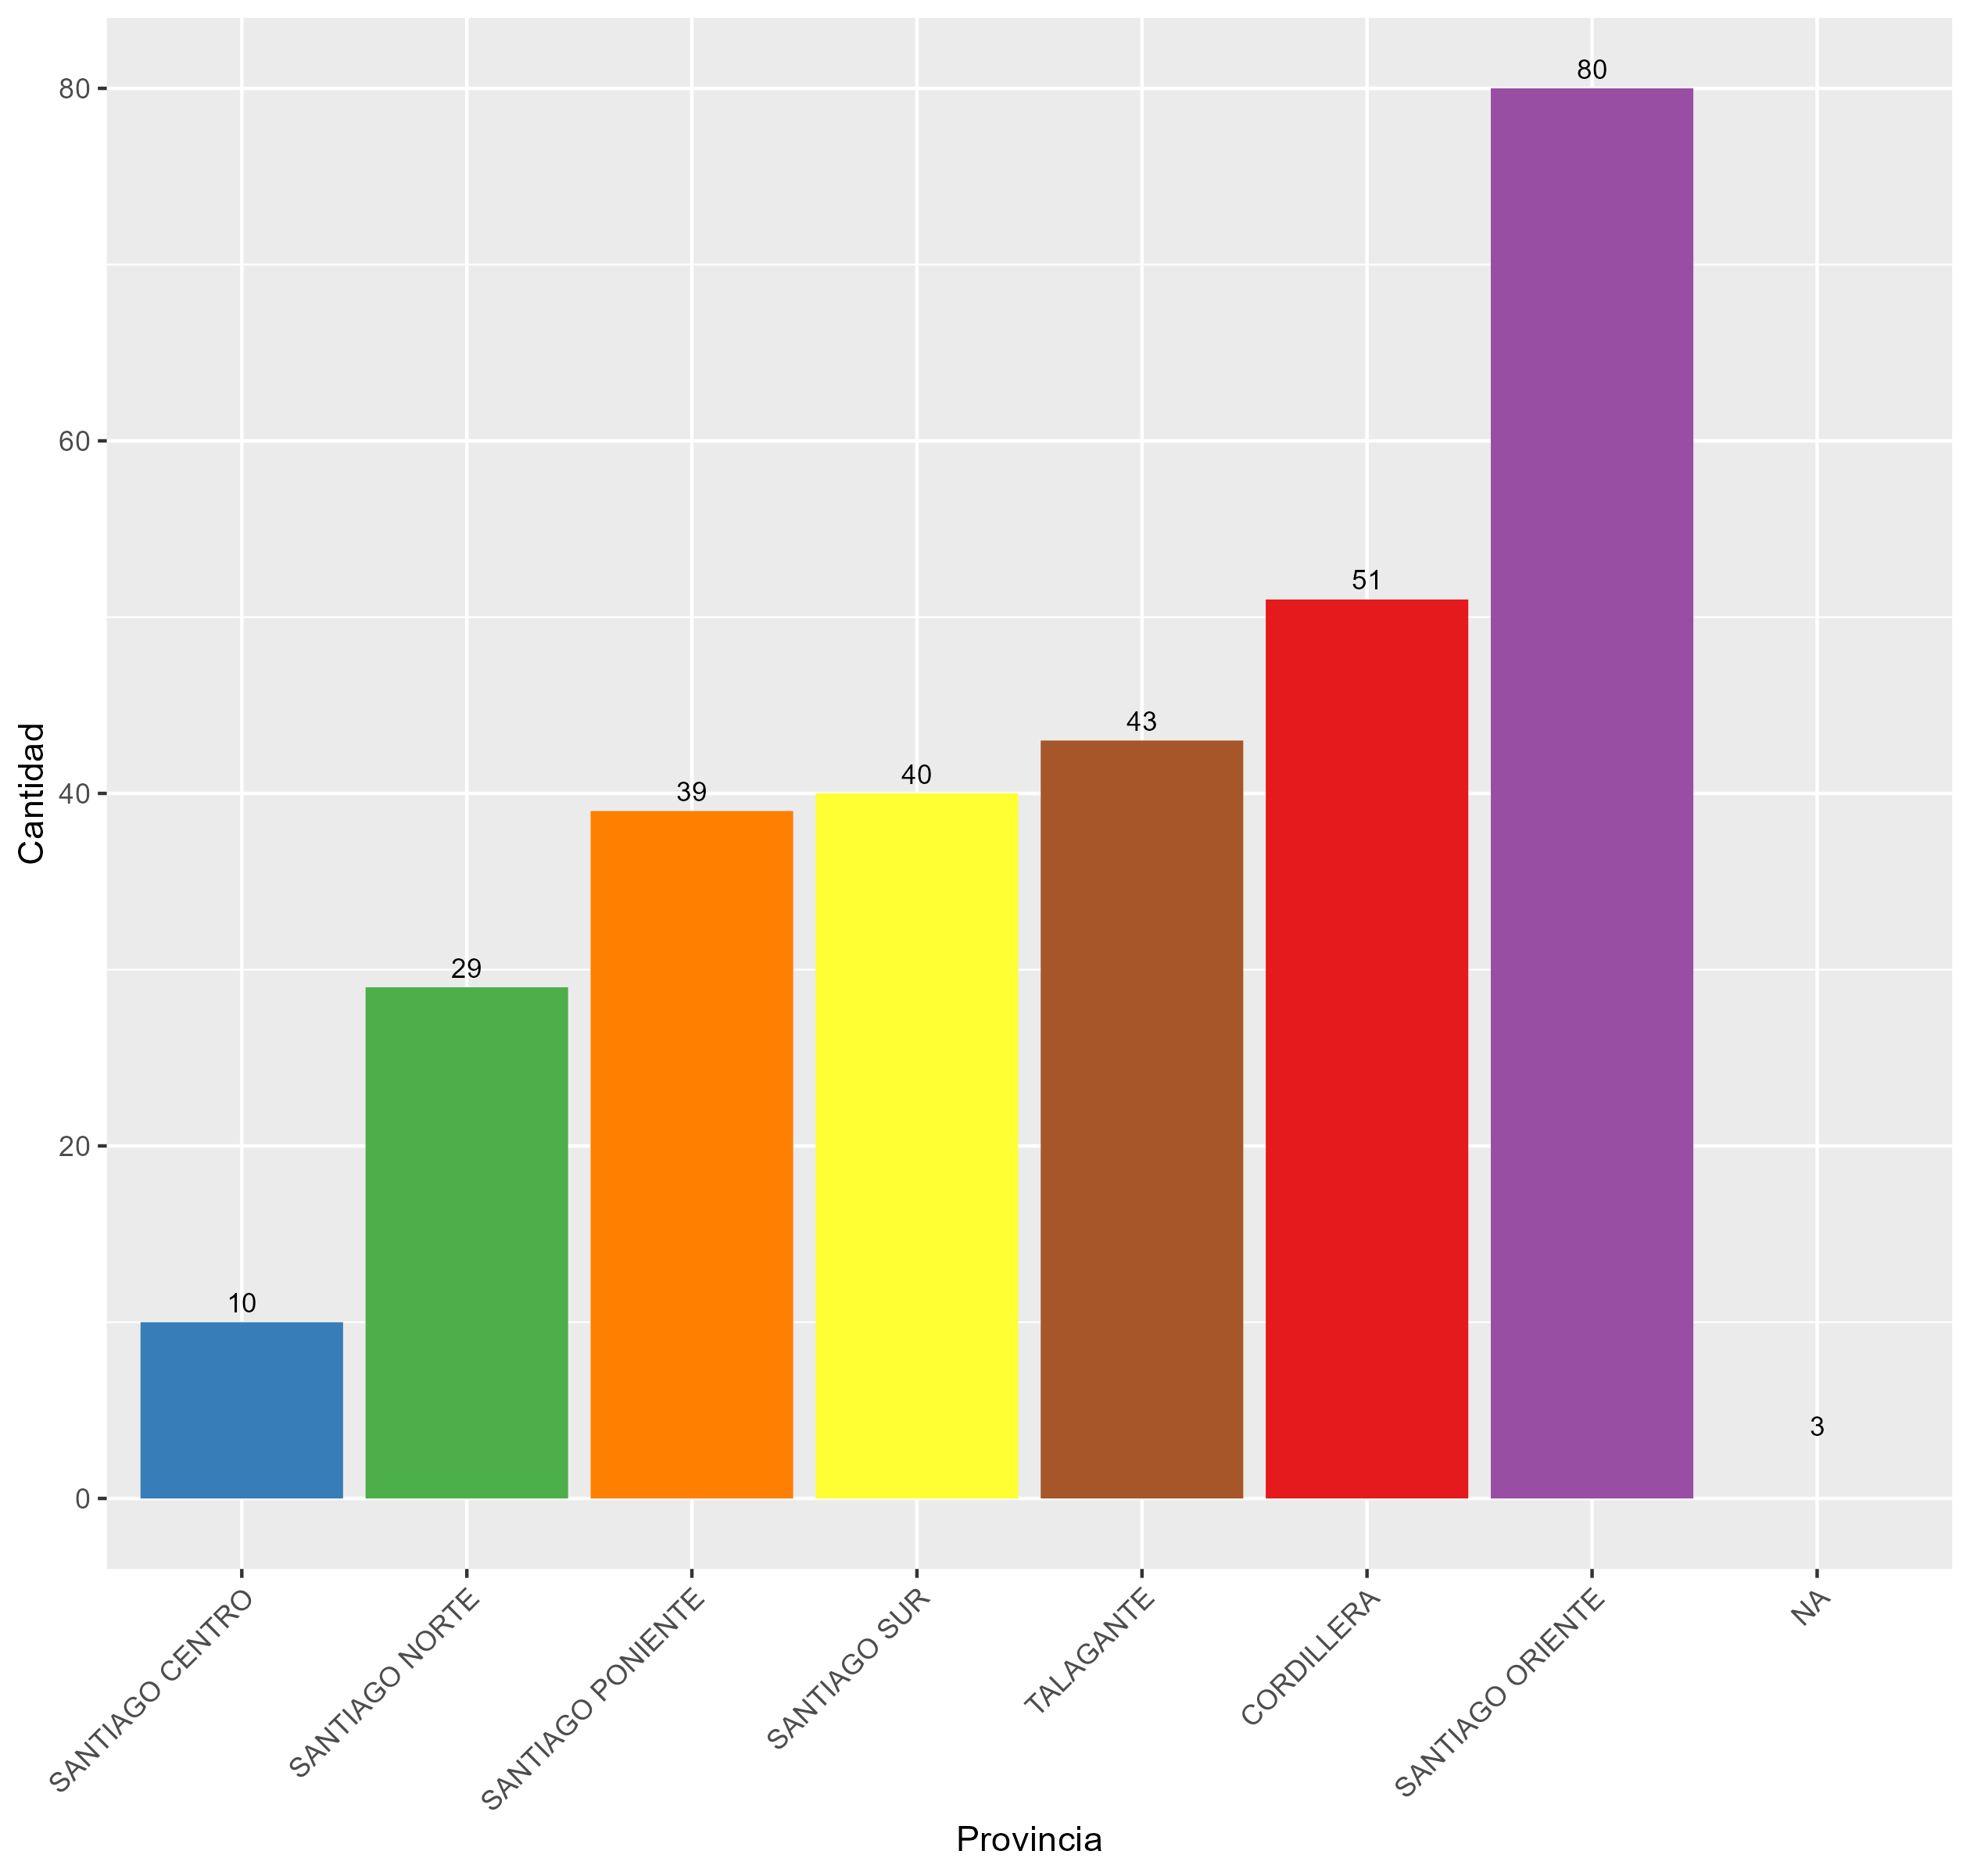 80
60
40
20
0
Cantidad
10
29
39
40
43
51
80
3
SANTIAGO CENTRO
SANTIAGO NORTE
SANTIAGO PONIENTE
SANTIAGO SUR
TALAGANTE
CORDILLERA
SANTIAGO ORIENTE
NA
Provincia